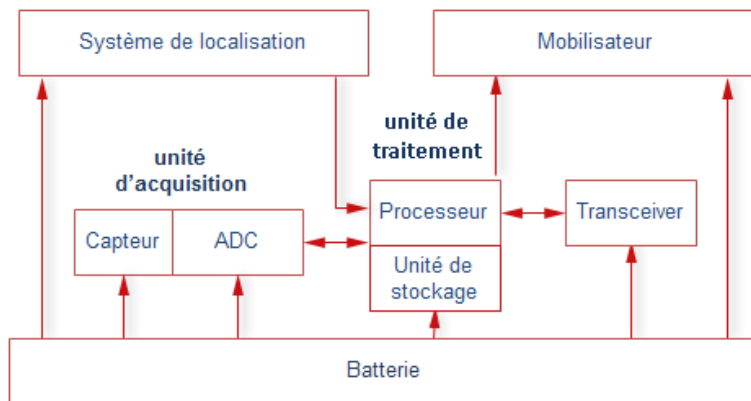 Système de localisation
Mobilisateur
unité de
traitement
unité
d'acquisition
Capteur
ADC
Processeur
Transceiver
Unité de
stockage
Batterie